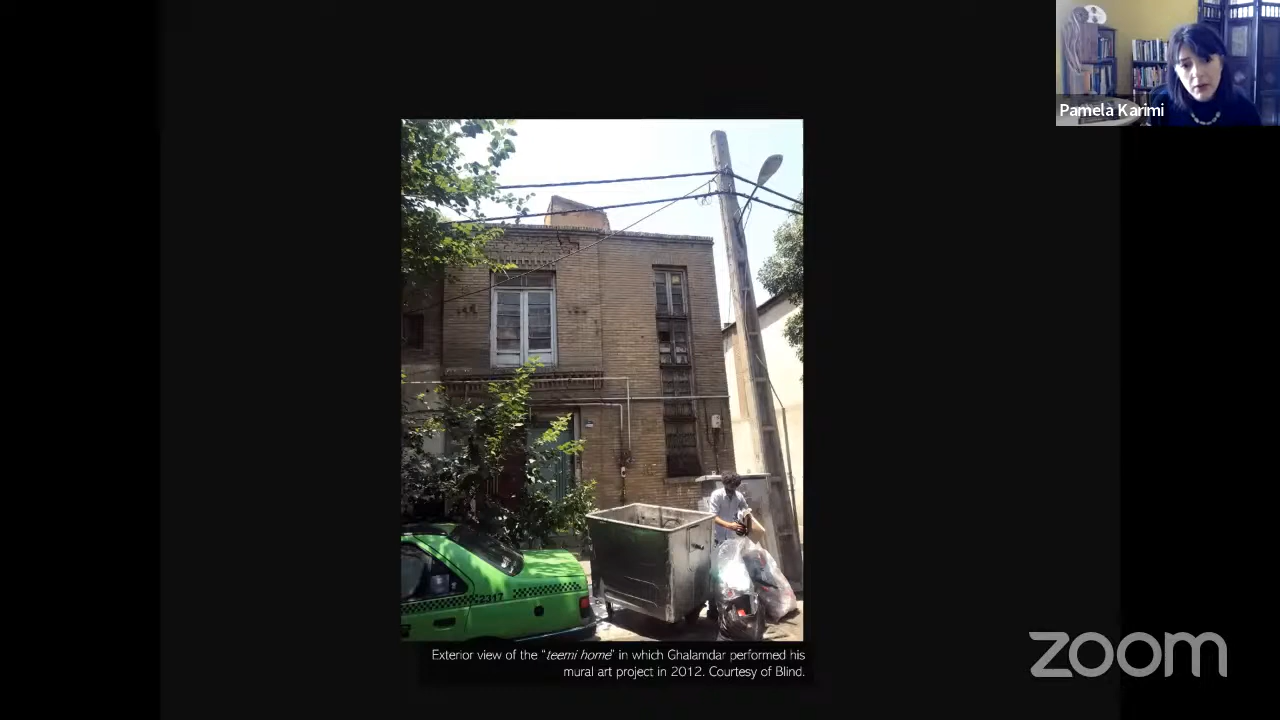 Pamela Karimi
2317
Exterior view of the "teemi home" in which Ghalamdar performed his
mural art project in 2012. Courtesy of Blind.
zoom